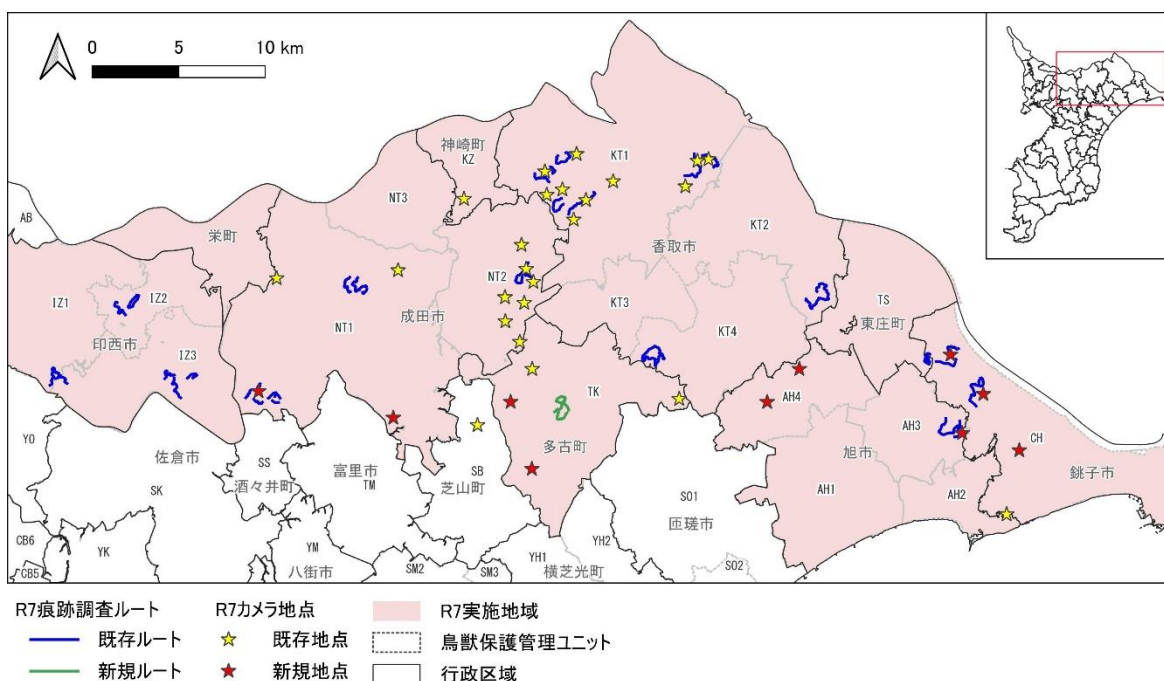 0 5 10 km
神崎町
KZ
KT1
NT3
AB
栄町
KT2
香取市
IZ1
IZ2
NT2
TS
東庄町
印西市
NT1
成田市
KT3
KT4
IZ3
TK
AH4
YO
佐倉市
SS
酒々井町
富里市
TM
SB
芝山町
多古町
AH3
旭市
CH
銚子市
SK
SO1
匝瑳市
AH1
AH2
CB6
YK
YM
八街市
CB5
SM2
SM3
YH1
YH2
横芝光町
SO2
R7痕跡調査ルート R7カメラ地点 R7実施地域
既存ルート 既存地点 鳥獣保護管理ユニット
新規ルート 新規地点 行政区域